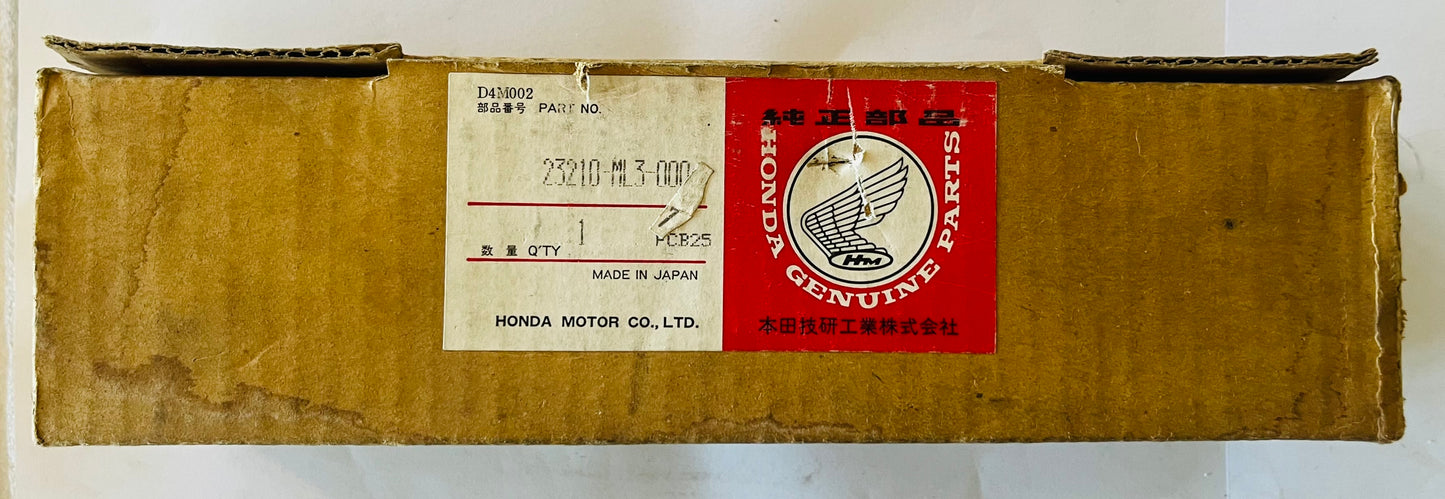 D4M002
部品番号 PART NO.
23210-ML3-000
1
PCB25
数量 Q'TY
MADE IN JAPAN
HONDA MOTOR CO., LTD.
純正部品
HONDA GENUINE PARTS
HM
本田技研工業株式会社